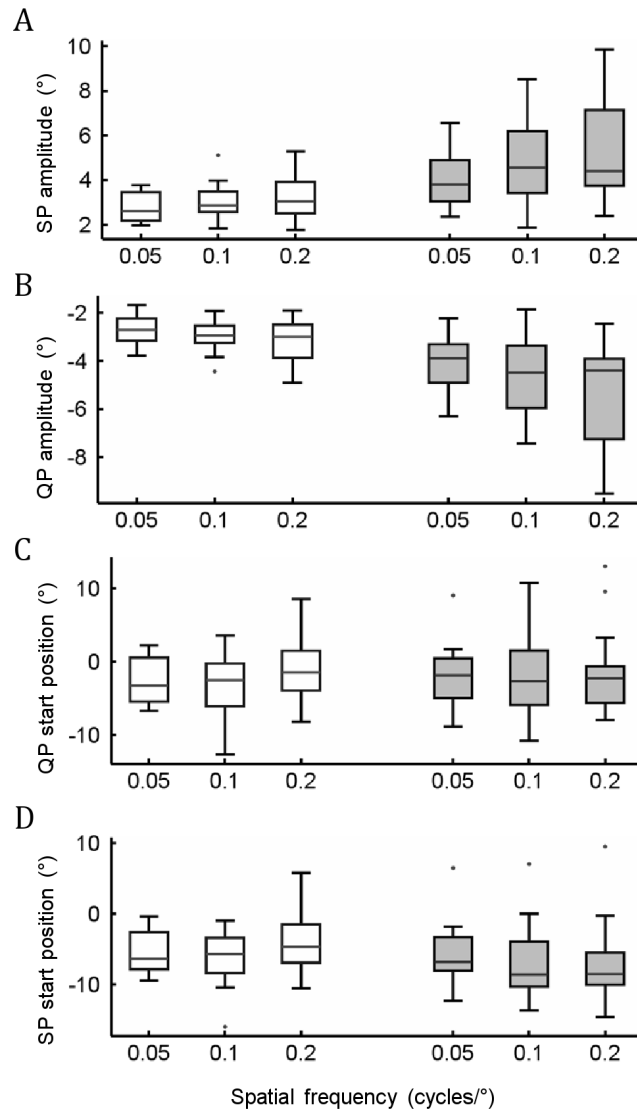 A
SP amplitude (°)
10
8
6
4
2
0.05 0.1 0.2 0.05 0.1 0.2
B
QP amplitude (°)
-2
-4
-6
-8
0.05 0.1 0.2 0.05 0.1 0.2
C
QP start position (°)
10
0
-10
0.05 0.1 0.2 0.05 0.1 0.2
D
SP start position (°)
10
0
-10
0.05 0.1 0.2 0.05 0.1 0.2
Spatial frequency (cycles/°)